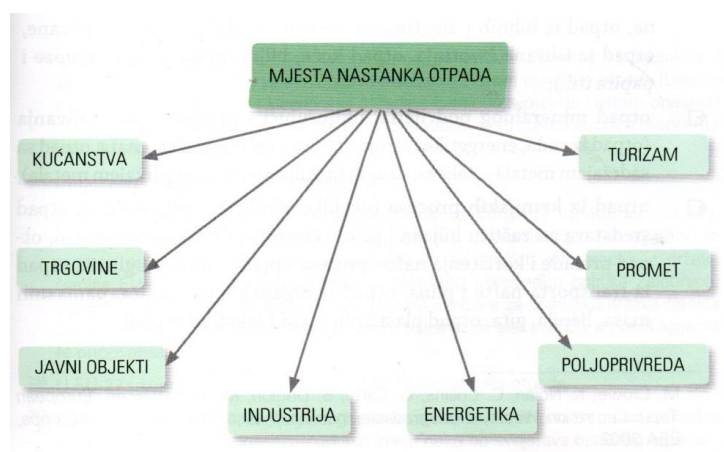 MJESTA NASTANKA OTPADA
KUĆANSTVA
TURIZAM
TRGOVINE
PROMET
JAVNI OBJEKTI
POLJOPRIVREDA
INDUSTRIJA
ENERGETIKA